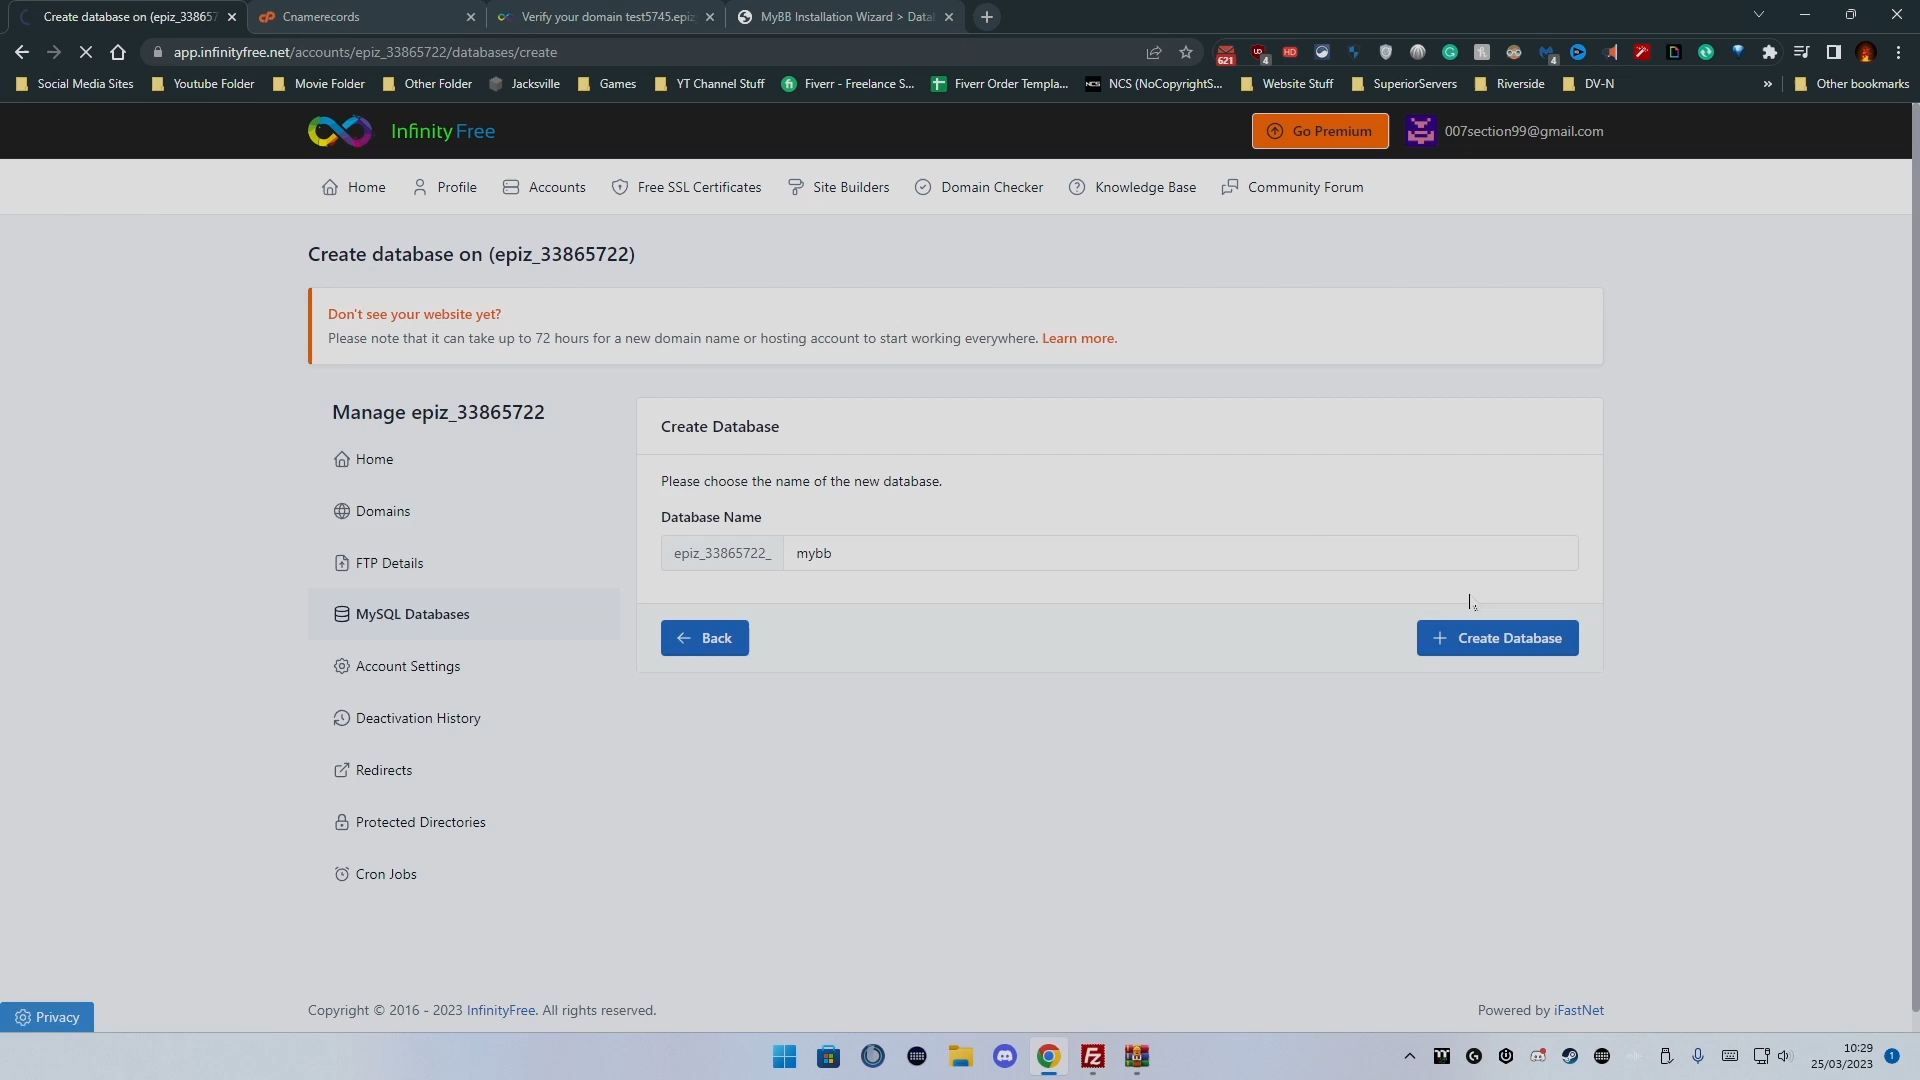 Create database on (epiz_33865?
Cnamerecords
Verify your domain test5745.epiz
MyBB Installation Wizard > Data
app.infinityfree.net/accounts/epiz_33865722/databases/create
621
4
HD
4
Social Media Sites
Youtube Folder
Movie Folder
Other Folder
Jacksville
Games
YT Channel Stuff
Fiverr - Freelance S...
Fiverr Order Templa...
NCS (NoCopyrightS...
Website Stuff
SuperiorServers
Riverside
DV-N
»
Other bookmarks
InfinityFree
Go Premium
007section99@gmail.com
Home
Profile
Accounts
Free SSL Certificates
Site Builders
Domain Checker
Knowledge Base
Community Forum
Create database on (epiz_33865722)
Don't see your website yet?
Please note that it can take up to 72 hours for a new domain name or hosting account to start working everywhere. Learn more.
Manage epiz_33865722
Home
Domains
FTP Details
MySQL Databases
Account Settings
Deactivation History
Redirects
Protected Directories
Cron Jobs
Create Database
Please choose the name of the new database.
Database Name
epiz_33865722_
mybb
Back
Create Database
Copyright © 2016 - 2023 InfinityFree. All rights reserved.
Powered by iFastNet
Privacy
10:29
25/03/2023
1